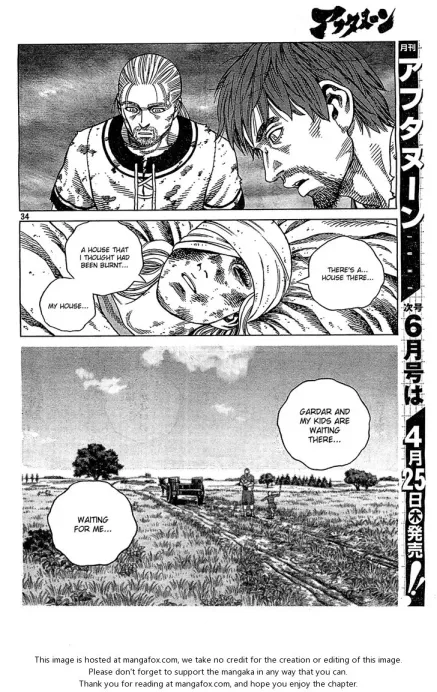 アフタヌーン
月刊アフタヌーン
次号6月号は4月25日(木)発売!!
34
A HOUSE THAT
I THOUGHT HAD
BEEN BURNT...
THERE'S A...
HOUSE THERE...
MY HOUSE...
GARDAR AND
MY KIDS ARE
WAITING
THERE...
WAITING
FOR ME...
This image is hosted at mangafox.com, we take no credit for the creation or editing of this image.
Please don't forget to support the mangaka in any way that you can.
Thank you for reading at mangafox.com, and hope you enjoy the chapter.